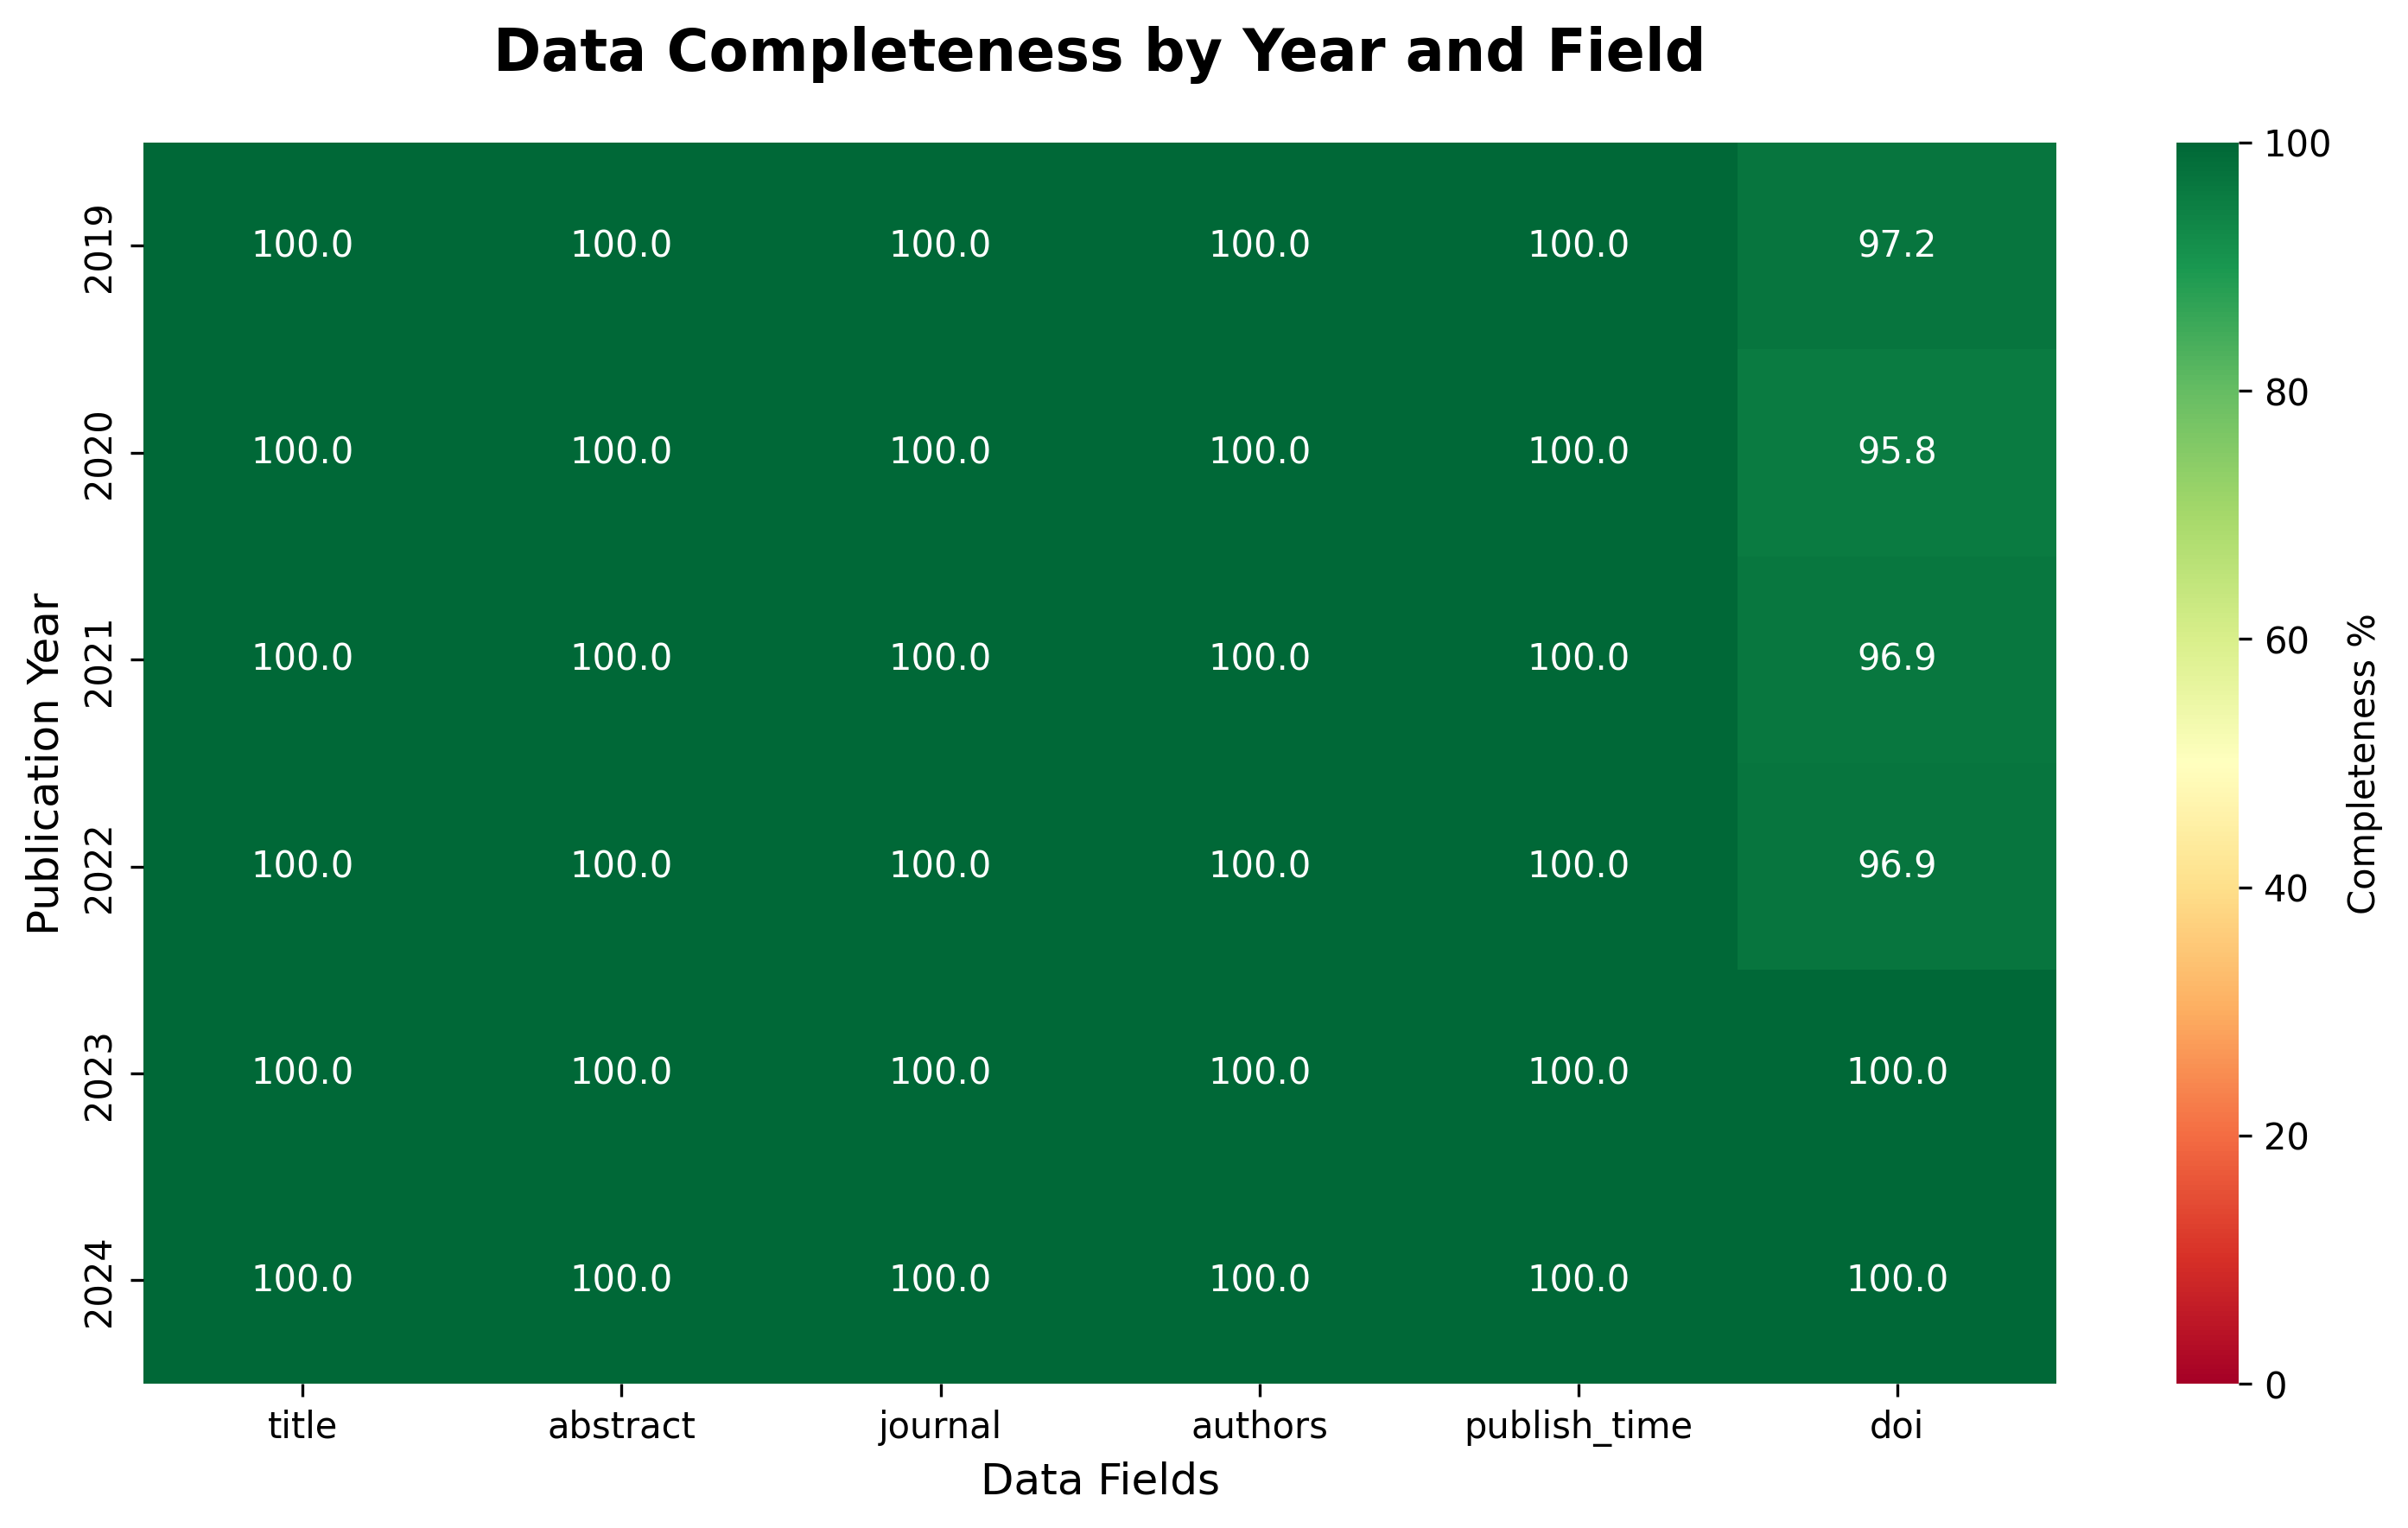 Data Completeness by Year and Field
Publication Year
2019 100.0 100.0 100.0 100.0 100.0 97.2
2020 100.0 100.0 100.0 100.0 100.0 95.8
2021 100.0 100.0 100.0 100.0 100.0 96.9
2022 100.0 100.0 100.0 100.0 100.0 96.9
2023 100.0 100.0 100.0 100.0 100.0 100.0
2024 100.0 100.0 100.0 100.0 100.0 100.0
title abstract journal authors publish_time doi
Data Fields
100
80
60
40
20
0
Completeness %